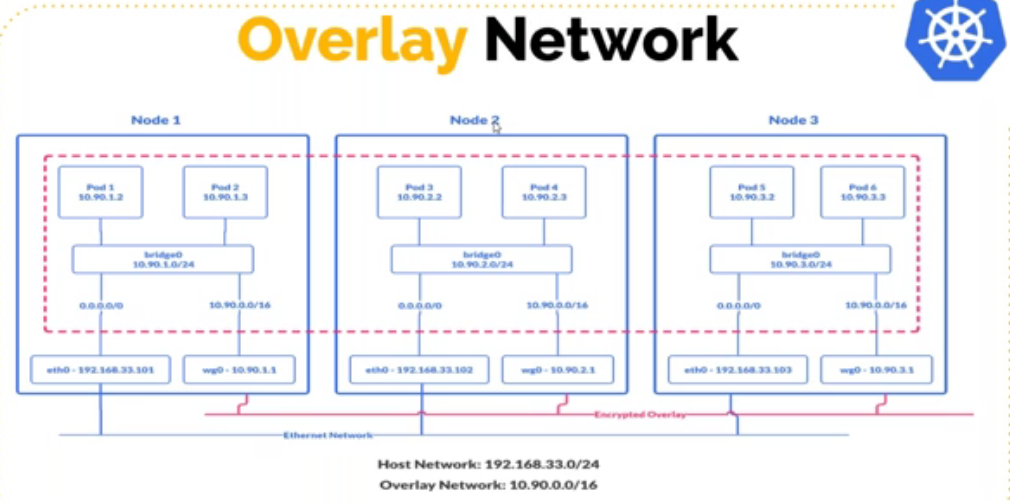 Overlay Network
Node 1
Node 2
Node 3
Pod 1
10.90.1.2
Pod 2
10.90.1.3
Pod 3
10.90.2.2
Pod 4
10.90.2.3
Pod 5
10.90.3.2
Pod 6
10.90.3.3
bridge0
10.90.1.0/24
bridge0
10.90.2.0/24
bridge0
10.90.3.0/24
0.0.0.0/0
10.90.0.0/16
0.0.0.0/0
10.90.0.0/16
0.0.0.0/0
10.90.0.0/16
eth0 - 192.168.33.101
wg0 - 10.90.1.1
eth0 - 192.168.33.102
wg0 - 10.90.2.1
eth0 - 192.168.33.103
wg0 - 10.90.3.1
Encrypted Overlay
Ethernet Network
Host Network: 192.168.33.0/24
Overlay Network: 10.90.0.0/16